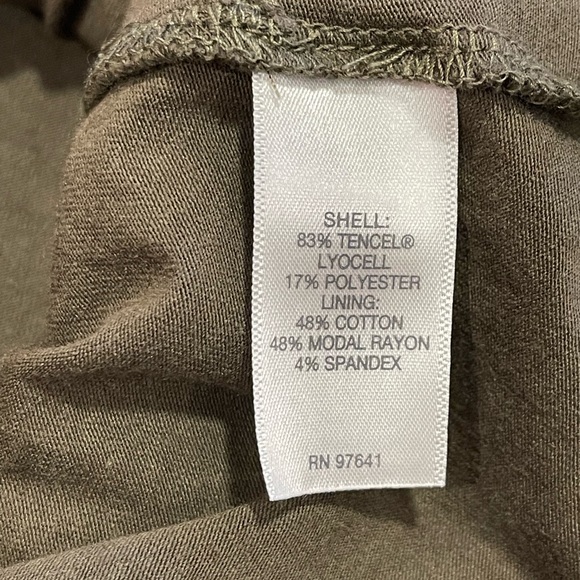 SHELL:
83% TENCEL®
LYOCELL
17% POLYESTER
LINING:
48% COTTON
48% MODAL RAYON
4% SPANDEX
RN 97641